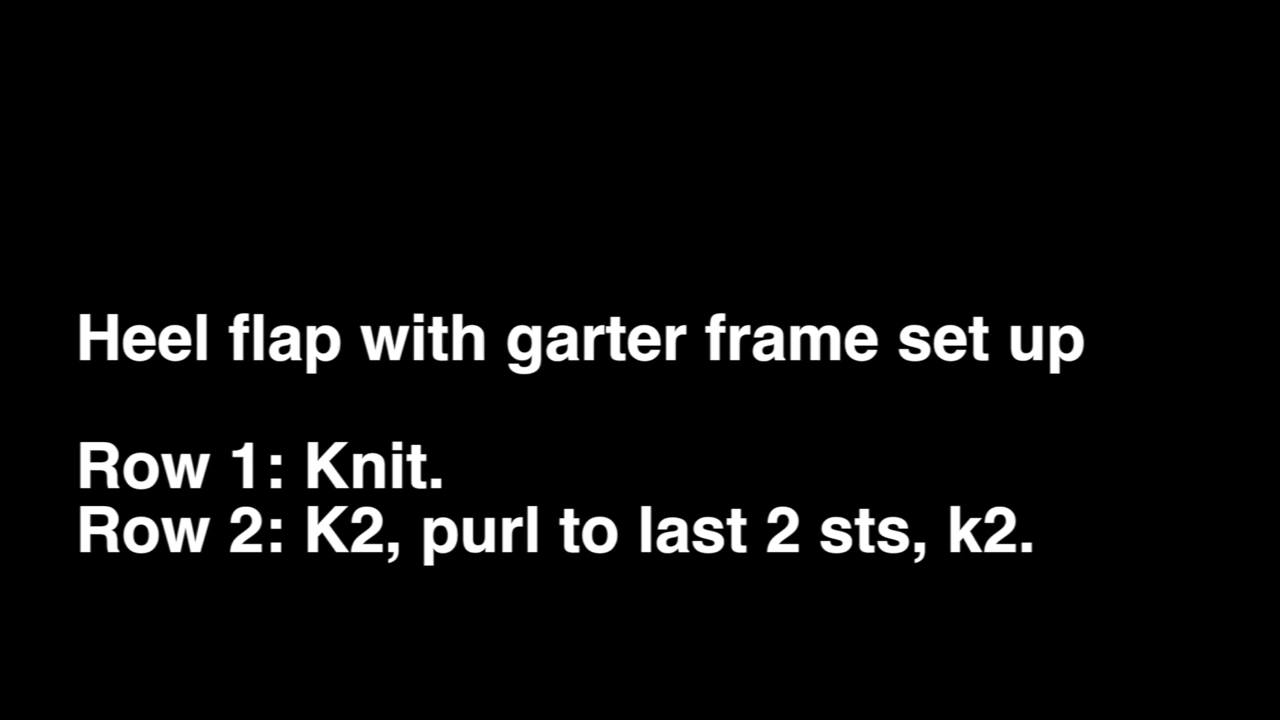 Heel flap with garter frame set up
Row 1: Knit.
Row 2: K2, purl to last 2 sts, k2.